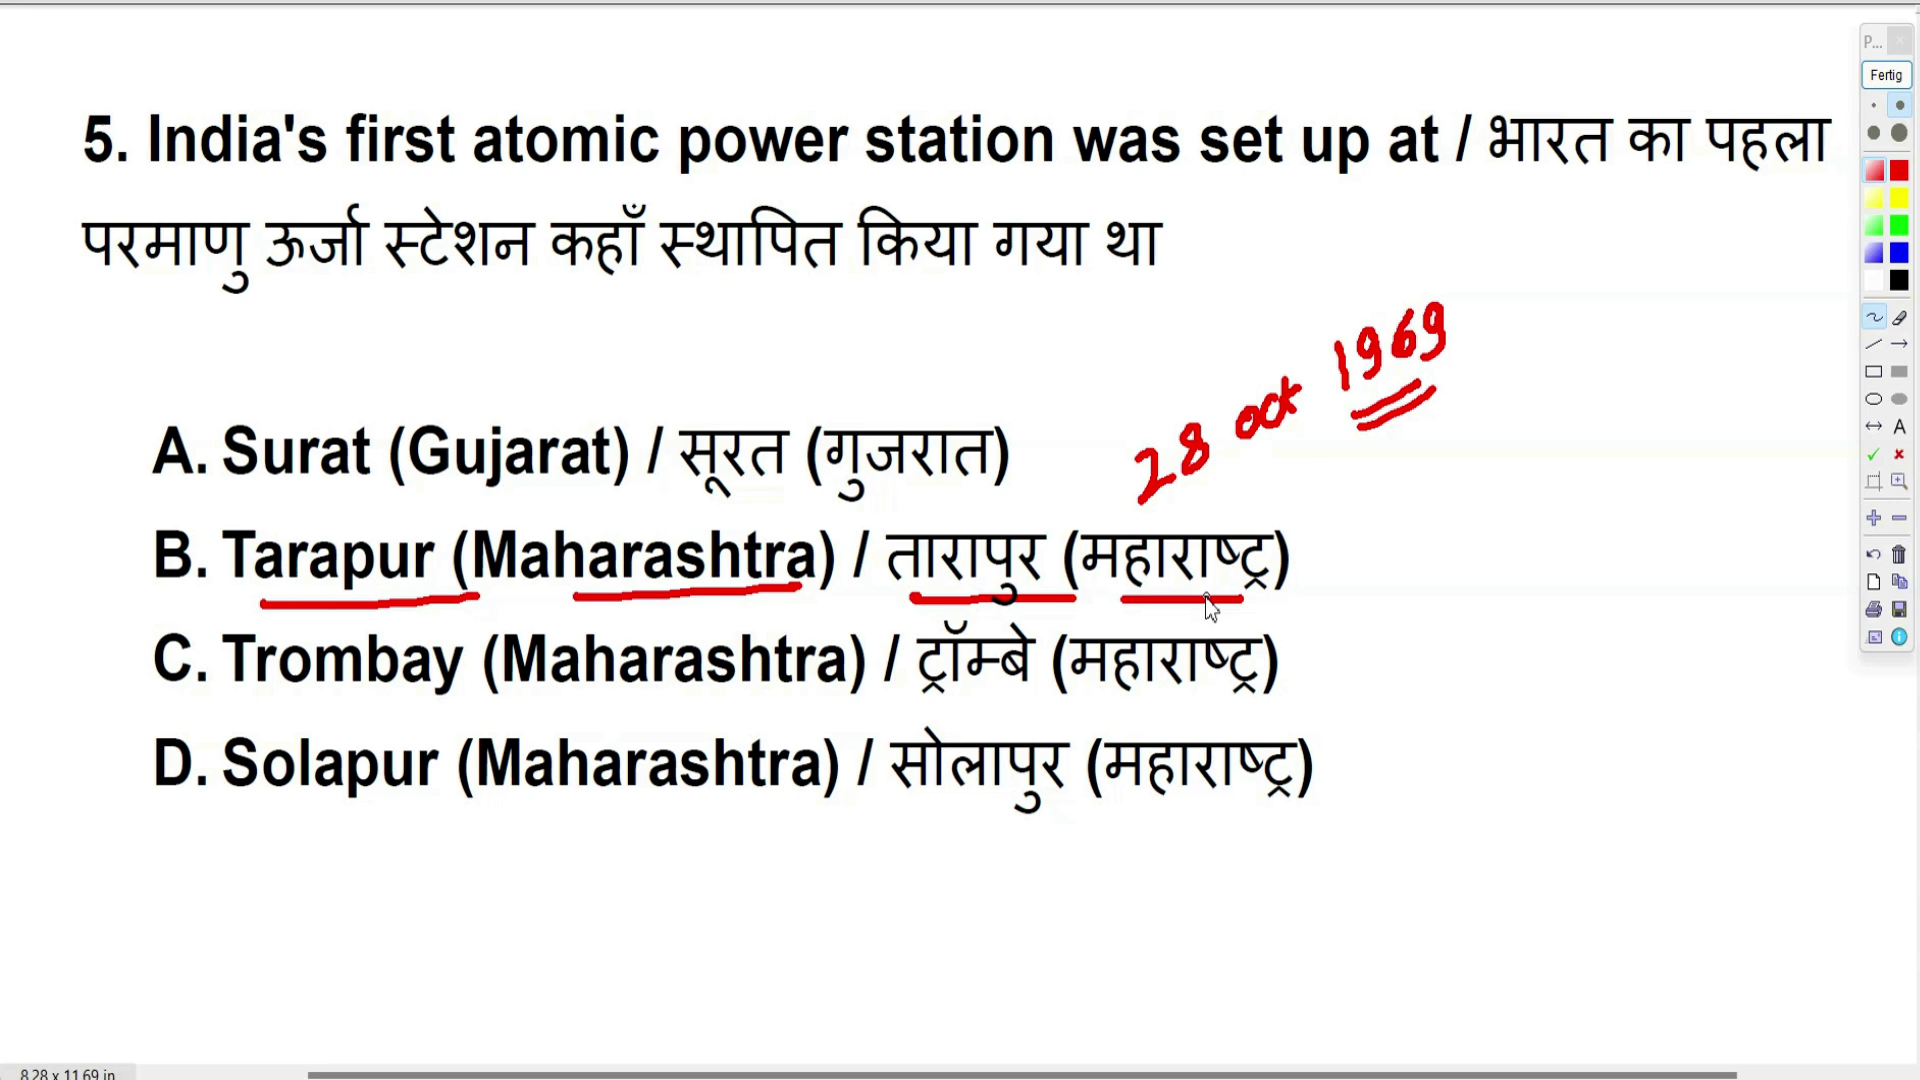 P...
Fertig
5. India's first atomic power station was set up at / भारत का पहला
परमाणु ऊर्जा स्टेशन कहाँ स्थापित किया गया था
28 oct 1969
A. Surat (Gujarat) / सूरत (गुजरात)
B. Tarapur (Maharashtra) / तारापुर (महाराष्ट्र)
C. Trombay (Maharashtra) / ट्रॉम्बे (महाराष्ट्र)
D. Solapur (Maharashtra) / सोलापुर (महाराष्ट्र)
A
8.28 x 11.69 in